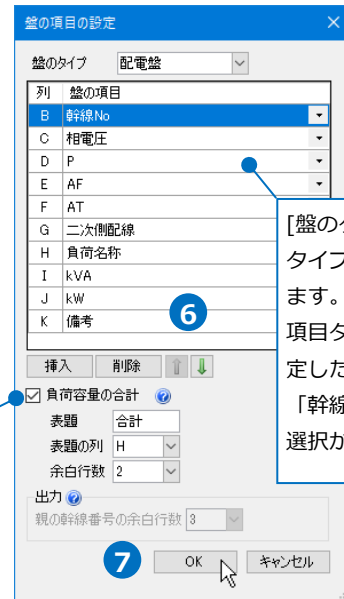 盤の項目の設定
盤のタイプ 配電盤
列 盤の項目
B 幹線No
C 相電圧
D P
E AF
F AT
G 二次側配線
H 負荷名称
I kVA
J kW
K 備考
6
[盤の
タイプ
ます。
項目
定した
「幹線
選択が
挿入 削除
負荷容量の合計
表題 合計
表題の列 H
余白行数 2
出力
親の幹線番号の余白行数 3
7
OK キャンセル